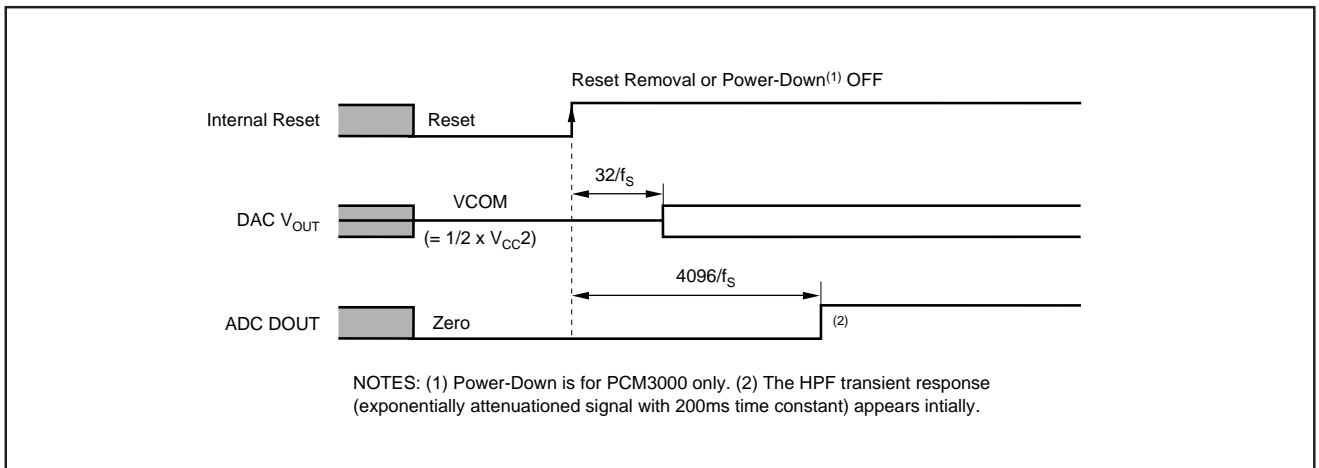 Reset Removal or Power-Down(1) OFF
Internal Reset
Reset
32/fS
DAC VOUT
VCOM
(= 1/2 x VCC2)
4096/fS
ADC DOUT
Zero
(2)
NOTES: (1) Power-Down is for PCM3000 only. (2) The HPF transient response
(exponentially attenuationed signal with 200ms time constant) appears intially.